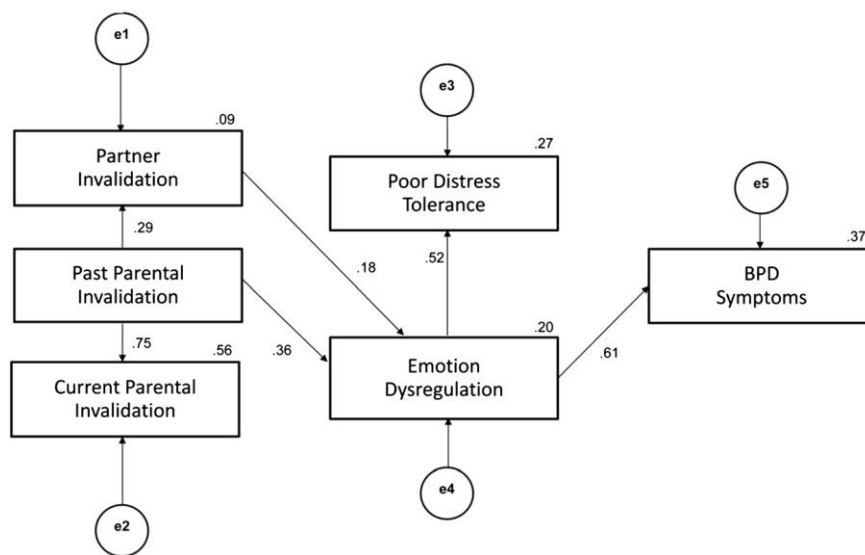 e1
e3
.09
Partner
Invalidation
.27
Poor Distress
Tolerance
e5
.29
.18
.52
.37
BPD
Symptoms
Past Parental
Invalidation
.75
.56
.36
.20
.61
Current Parental
Invalidation
Emotion
Dysregulation
e4
e2